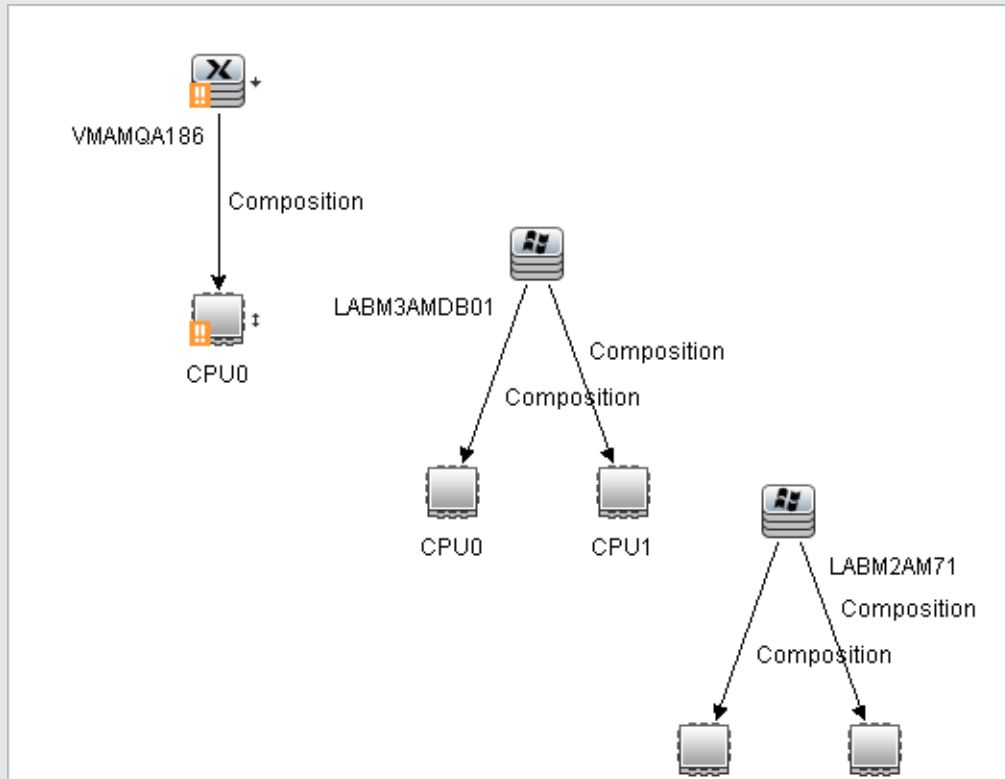 VMAMQA186
Composition
CPU0
LABM3AMDB01
Composition
Composition
CPU0
CPU1
LABM2AM71
Composition
Composition